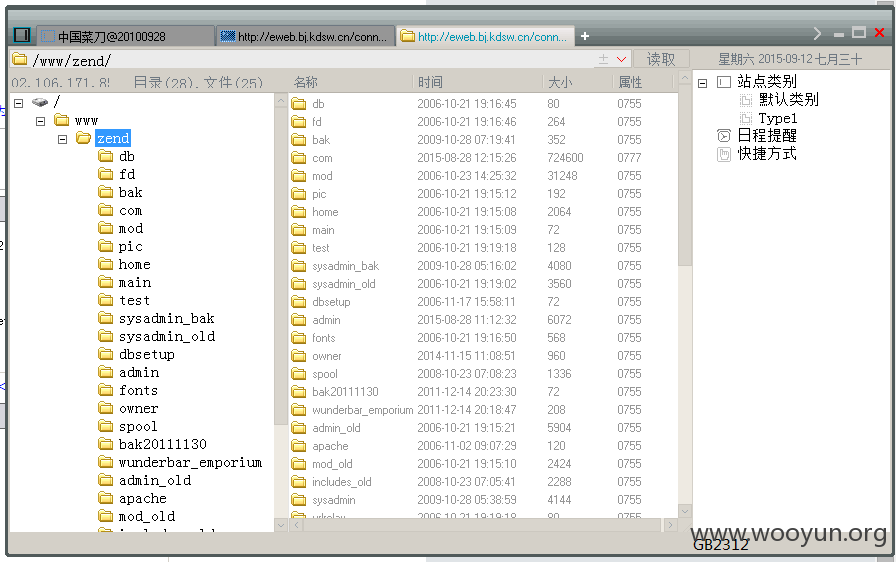 中国菜刀@20100928 http://eweb.bj.kdsw.cn/conn... http://eweb.bj.kdsw.cn/conn... +
/www/zend/ 读取 星期六 2015-09-12 七月三十
目录(28),文件(25) 名称 时间 大小 属性
/
www
zend
db
fd
bak
com
mod
pic
home
main
test
sysadmin_bak
sysadmin_old
dbsetup
admin
fonts
owner
spool
bak20111130
wunderbar_emporium
admin_old
apache
mod_old
db 2006-10-21 19:16:45 80 0755
fd 2006-10-21 19:16:46 264 0755
bak 2009-10-28 07:19:41 352 0755
com 2015-08-28 12:15:26 724600 0777
mod 2006-10-23 14:25:32 31248 0755
pic 2006-10-21 19:15:12 192 0755
home 2006-10-21 19:15:08 2064 0755
main 2006-10-21 19:15:09 72 0755
test 2006-10-21 19:19:18 128 0755
sysadmin_bak 2009-10-28 05:16:02 4080 0755
sysadmin_old 2006-10-21 19:19:02 3560 0755
dbsetup 2006-11-17 15:58:11 72 0755
admin 2015-08-28 11:12:32 6072 0755
fonts 2006-10-21 19:16:50 568 0755
owner 2014-11-15 11:08:51 960 0755
spool 2008-10-23 07:08:23 1336 0755
bak20111130 2011-12-14 20:23:30 72 0755
wunderbar_emporium 2011-12-14 20:18:47 208 0755
admin_old 2006-10-21 19:15:21 5904 0755
apache 2006-11-02 09:07:29 120 0755
mod_old 2006-10-21 19:15:10 2424 0755
includes_old 2008-10-23 07:05:41 2288 0755
sysadmin 2009-10-28 05:38:59 4144 0755
站点类别
默认类别
Type1
日程提醒
快捷方式
www.wooyun.org
GB2312